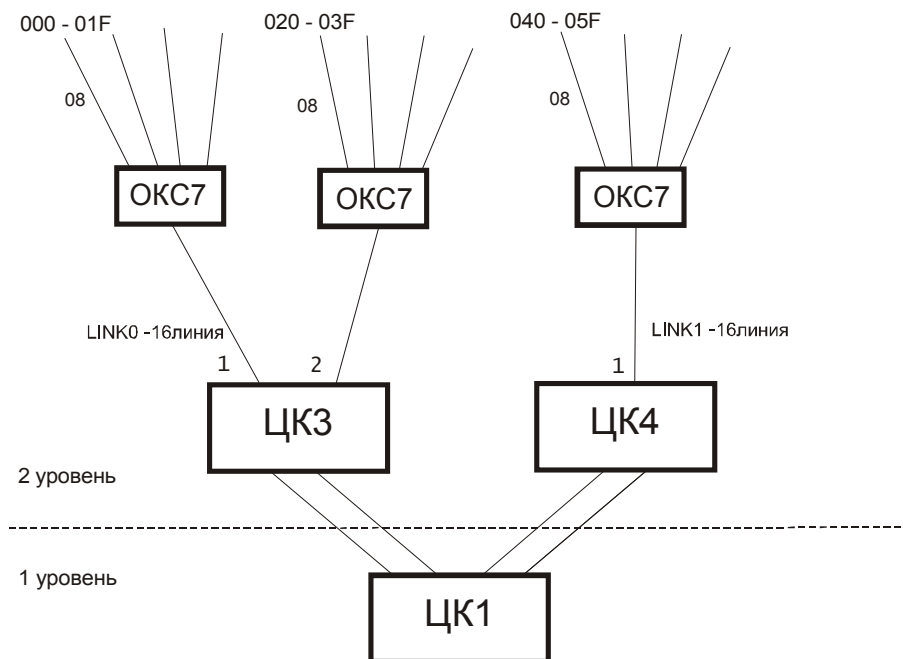 000 - 01F
020 - 03F
040 - 05F
08
08
08
ОКС7
ОКС7
ОКС7
LINK0 -16линия
LINK1 -16линия
1
2
1
ЦК3
ЦК4
2 уровень
1 уровень
ЦК1